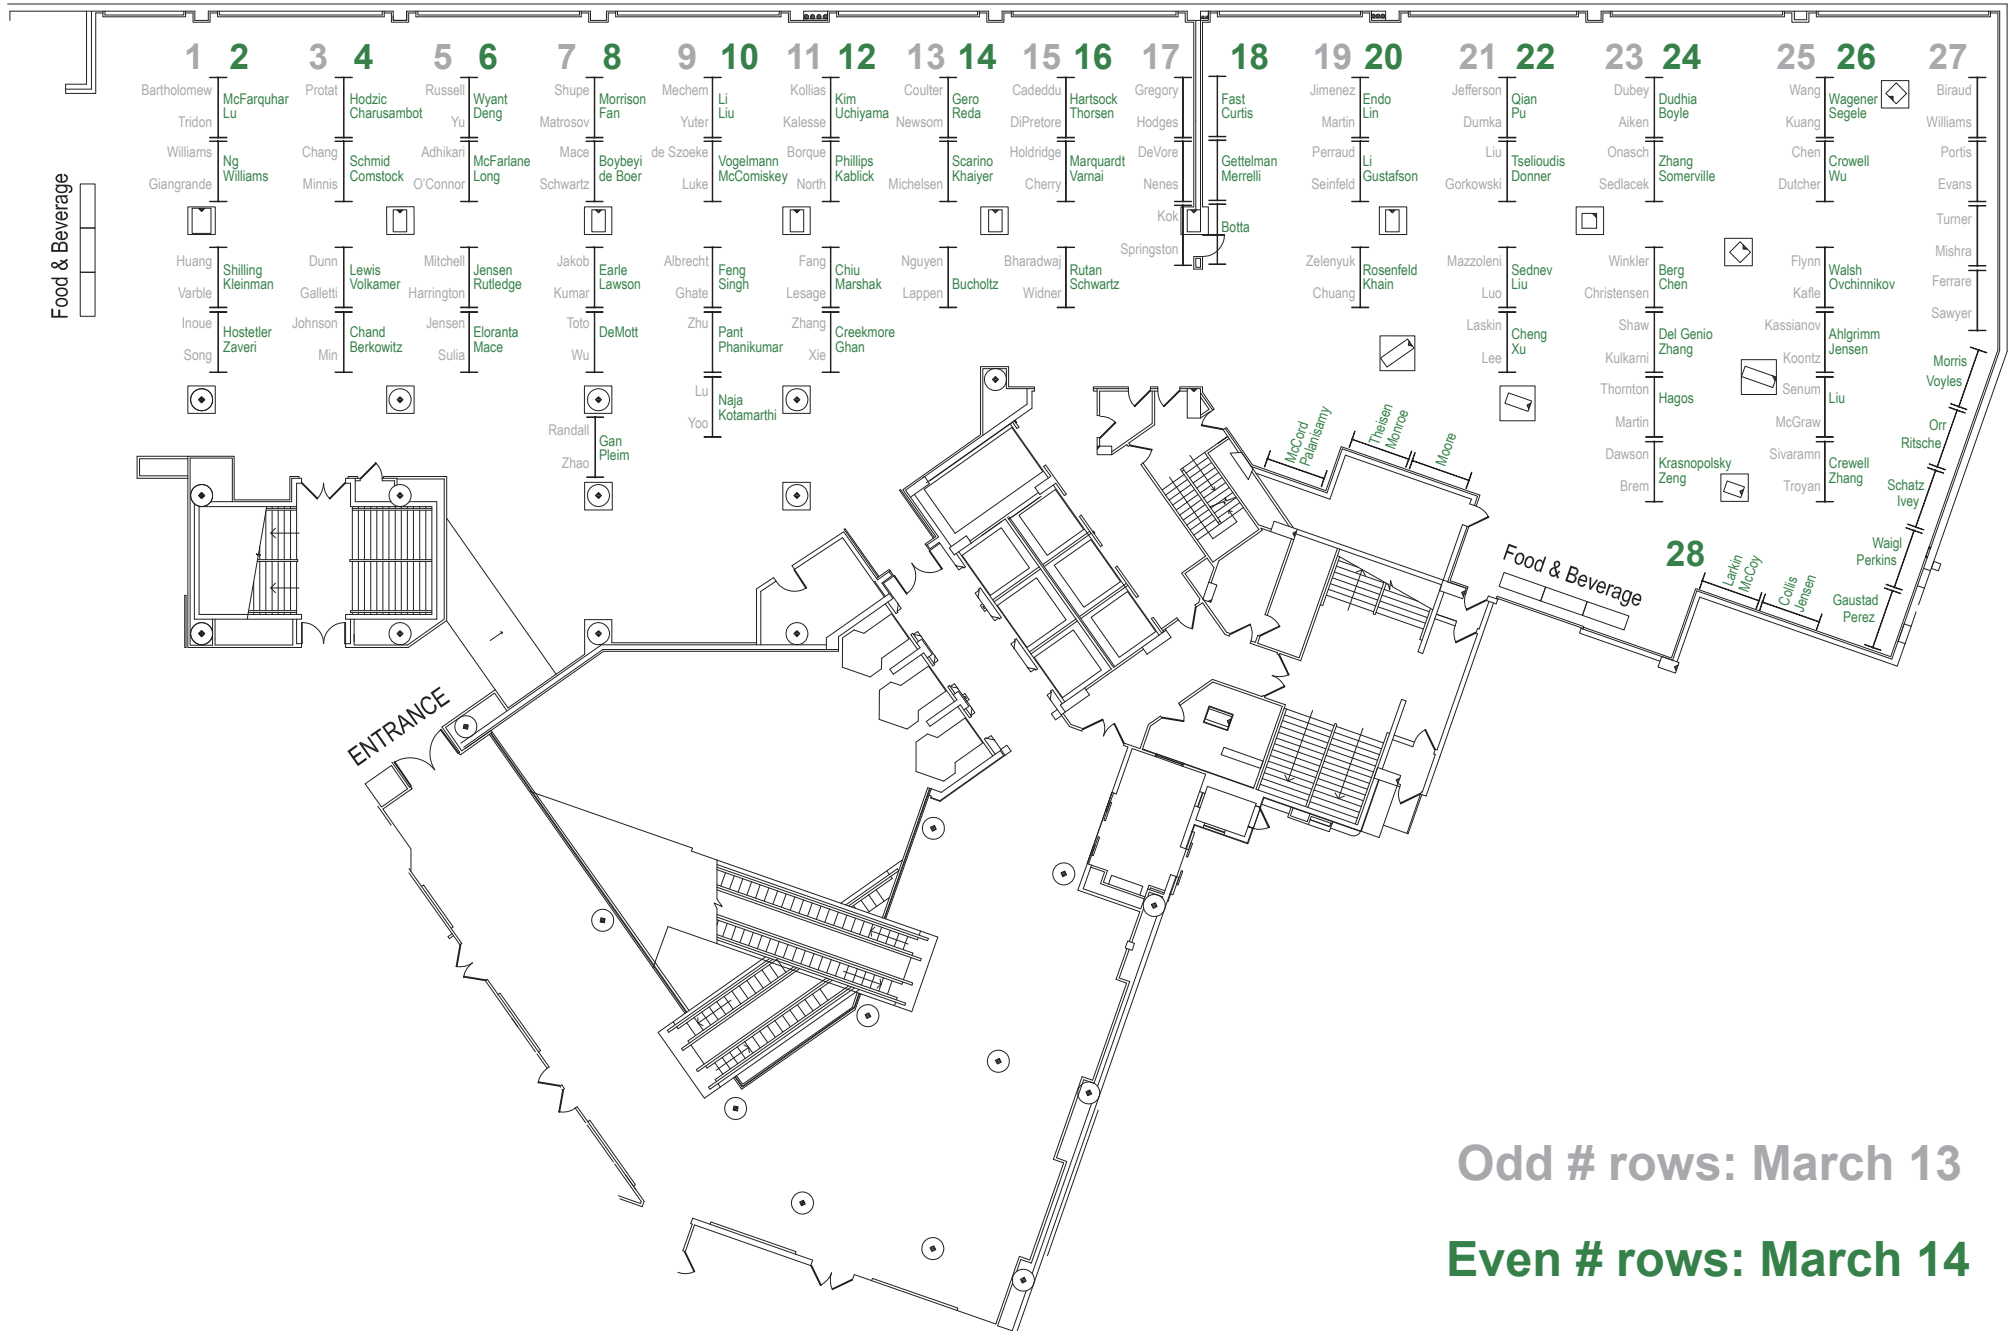 1 2 3 4 5 6 7 8 9 10 11 12 13 14 15 16 17 18 19 20 21 22 23 24 25 26 27
Bartholomew
Tridon
Williams
Giangrande
Huang
Varble
Inoue
Song
McFarquhar
Lu
Ng
Williams
Shilling
Kleinman
Hostetler
Zaveri
Protat
Chang
Minnis
Dunn
Galletti
Johnson
Min
Hodzic
Charusambot
Schmid
Comstock
Lewis
Volkamer
Chand
Berkowitz
Russell
Yu
Adhikari
O'Connor
Mitchell
Harrington
Jensen
Sulia
Wyant
Deng
McFarlane
Long
Jensen
Rutledge
Eloranta
Mace
Shupe
Matrosov
Mace
Schwartz
Jakob
Kumar
Toto
Wu
Randall
Zhao
Morrison
Fan
Boybeyi
de Boer
Earle
Lawson
DeMott
Gan
Pleim
Mechem
Yuter
de Szoeke
Luke
Albrecht
Ghate
Zhu
Lu
Yoo
Li
Liu
Vogelmann
McComiskey
Feng
Singh
Pant
Phanikumar
Naja
Kotamarthi
Kollias
Kalesse
Borque
North
Fang
Lesage
Zhang
Xie
Kim
Uchiyama
Phillips
Kablick
Chiu
Marshak
Creekmore
Ghan
Coulter
Newsom
Michelsen
Nguyen
Lappen
Gero
Reda
Scarino
Khaiyer
Bucholtz
Cadeddu
DiPretore
Holdridge
Cherry
Bharadwaj
Widner
Hartsock
Thorsen
Marquardt
Varnai
Rutan
Schwartz
Gregory
Hodges
DeVore
Nenes
Kok
Springston
Fast
Curtis
Gettelman
Merrelli
Botta
Jimenez
Martin
Perraud
Seinfeld
Zelenyuk
Chuang
Endo
Lin
Li
Gustafson
Rosenfeld
Khain
McCord
Palanisamy
Theisen
Monroe
Moore
Jefferson
Dumka
Liu
Gorkowski
Mazzoleni
Luo
Laskin
Lee
Qian
Pu
Tselioudis
Donner
Sednev
Liu
Cheng
Xu
Dubey
Aiken
Onasch
Sedlacek
Winkler
Christensen
Shaw
Kulkarni
Thornton
Martin
Dawson
Brem
Dudhia
Boyle
Zhang
Somerville
Berg
Chen
Del Genio
Zhang
Hagos
Krasnopolsky
Zeng
Wang
Kuang
Chen
Dutcher
Flynn
Kafle
Kassianov
Koontz
Senum
McGraw
Sivaramn
Troyan
Wagener
Segele
Crowell
Wu
Walsh
Ovchinnikov
Ahlgrimm
Jensen
Liu
Crewell
Zhang
Biraud
Williams
Portis
Evans
Turner
Mishra
Ferrare
Sawyer
Morris
Voyles
Orr
Ritsche
Schatz
Ivey
Waigl
Perkins
Gaustad
Perez
28
Larkin
McCoy
Collis
Jensen
Food & Beverage
Food & Beverage
ENTRANCE
Odd # rows: March 13
Even # rows: March 14